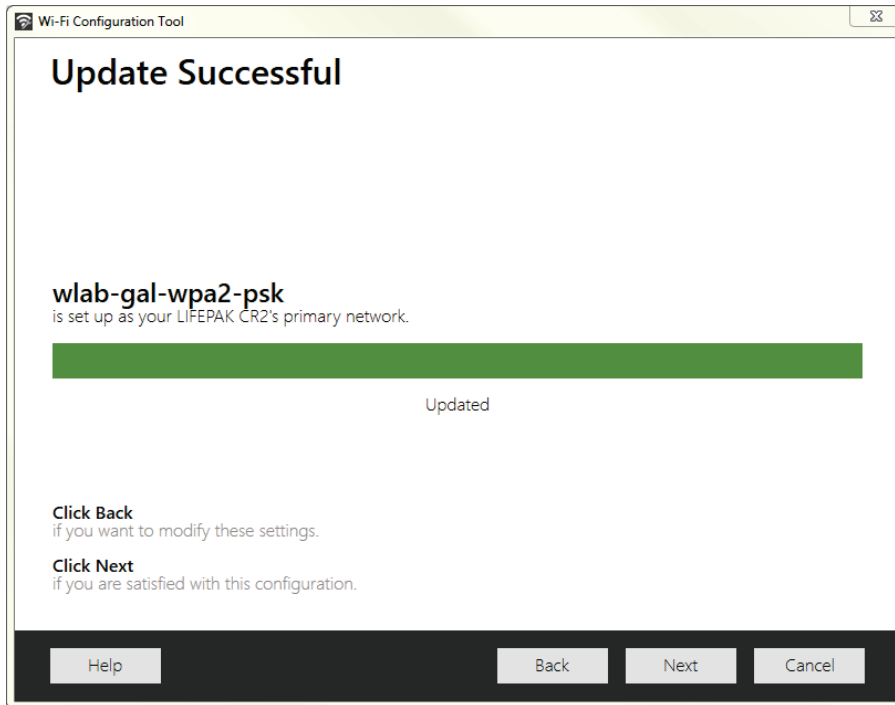 Wi-Fi Configuration Tool
Update Successful
wlab-gal-wpa2-psk
is set up as your LIFEPAK CR2's primary network.
Updated
Click Back
if you want to modify these settings.
Click Next
if you are satisfied with this configuration.
Help
Back
Next
Cancel